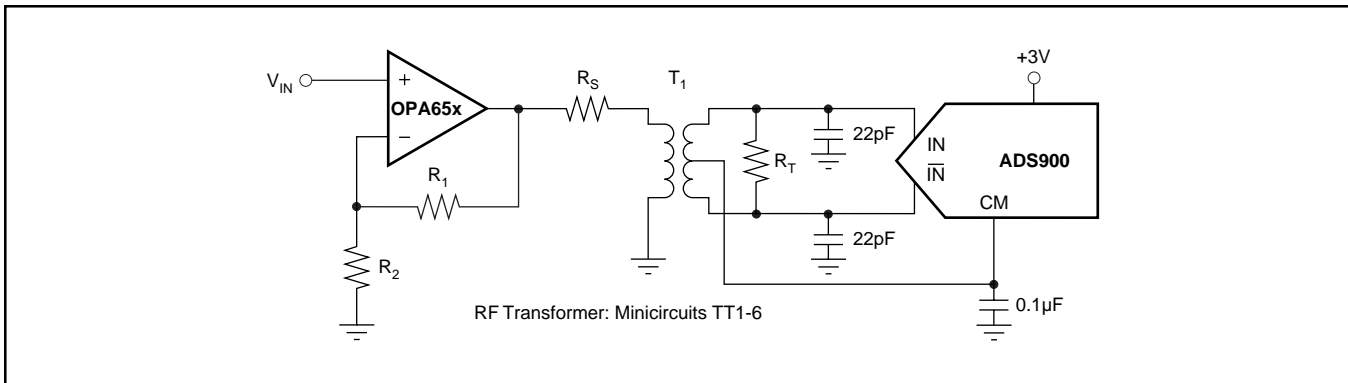 +3V
V_IN
+
OPA65x
−
R_S
T_1
22pF
R_T
IN
I̅N̅
ADS900
CM
R_1
22pF
R_2
0.1µF
RF Transformer: Minicircuits TT1-6